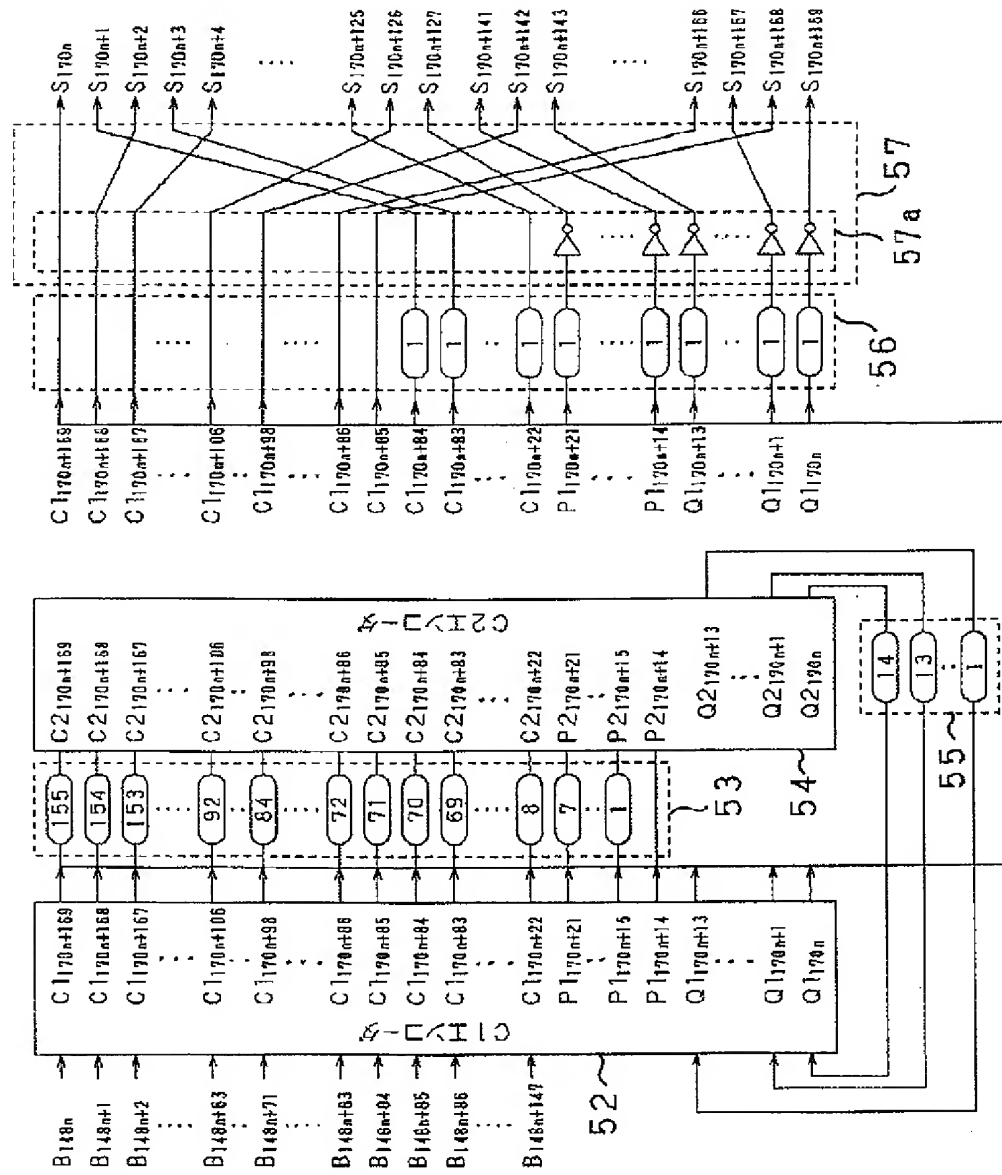 B148n
B148n+1
B148n+2
B148n+63
B148n+71
B148n+83
B148n+84
B148n+85
B148n+86
B148n+147
C1エンコーダ
52
C1170n+169
C1170n+168
C1170n+167
C1170n+106
C1170n+98
C1170n+86
C1170n+85
C1170n+84
C1170n+83
C1170n+22
P1170n+21
P1170n+15
P1170n+14
Q1170n+13
Q1170n+1
Q1170n
155
154
153
92
84
72
71
70
69
8
7
1
53
C2170n+169
C2170n+168
C2170n+167
C2170n+106
C2170n+98
C2170n+86
C2170n+85
C2170n+84
C2170n+83
C2170n+22
P2170n+21
P2170n+15
P2170n+14
Q2170n+13
Q2170n+1
Q2170n
C2エンコーダ
54
14
13
1
55
C1170n+169
C1170n+168
C1170n+167
C1170n+106
C1170n+98
C1170n+86
C1170n+85
C1170n+84
C1170n+83
C1170n+22
P1170n+21
P1170n+14
Q1170n+13
Q1170n+1
Q1170n
1
1
1
1
1
1
1
1
56
57a
57
S170n
S170n+1
S170n+2
S170n+3
S170n+4
S170n+125
S170n+126
S170n+127
S170n+141
S170n+142
S170n+143
S170n+166
S170n+167
S170n+168
S170n+169